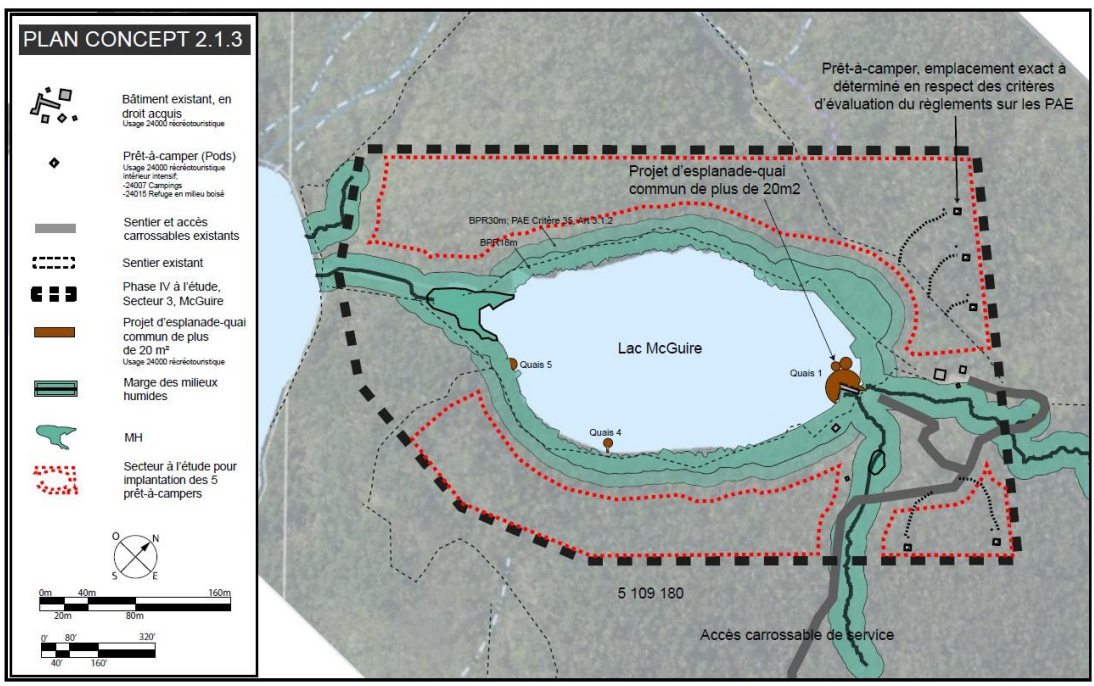 PLAN CONCEPT 2.1.3
Bâtiment existant, en
droit acquis
Usage 24000 récréotouristique
Prêt-à-camper (Pods)
Usage 24000 récréotouristique
intérieur intensif;
-24007 Campings
-24015 Refuge en milieu boisé
Sentier et accès
carrossables existants
Sentier existant
Phase IV à l'étude,
Secteur 3, McGuire
Projet d'esplanade-quai
commun de plus
de 20 m²
Usage 24000 récréotouristique
Marge des milieux
humides
MH
Secteur à l'étude pour
implantation des 5
prêt-à-campers
O
N
S
E
0m
40m
160m
20m
80m
0'
80'
320'
40'
160'
Prêt-à-camper, emplacement exact à
déterminé en respect des critères
d'évaluation du règlements sur les PAE
Projet d'esplanade-quai
commun de plus de 20m2
BPR30m; PAE Critère 35, Art 3.1.2
BPR18m
Lac McGuire
Quais 5
Quais 1
Quais 4
5 109 180
Accès carrossable de service